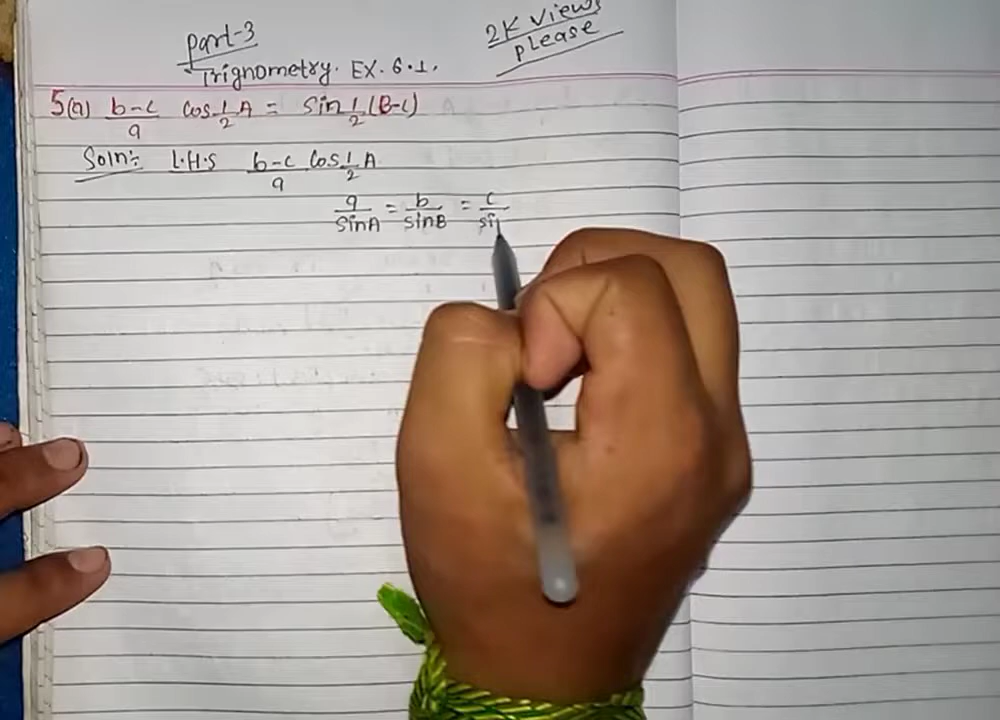 Part-3
2K views
please
Trignometry. EX. 6.1.
5(a) b-c/a cos 1/2 A = sin 1/2 (B-C)
Soln:- L.H.S b-c/a cos 1/2 A
a/sinA = b/sinB = c/sin